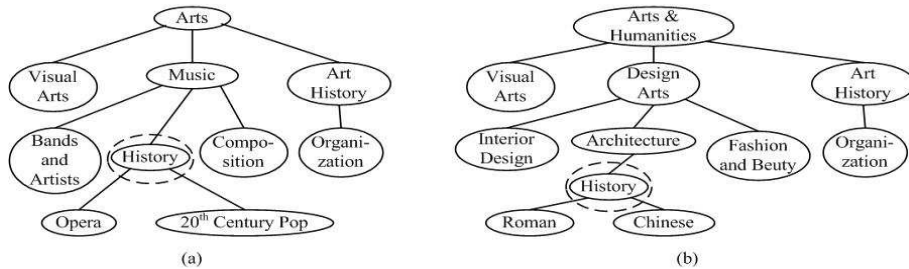 Arts
Visual
Arts
Music
Art
History
Bands
and
Artists
History
Compo-
sition
Organi-
zation
Opera
20th Century Pop
(a)
Arts &
Humanities
Visual
Arts
Design
Arts
Art
History
Interior
Design
Architecture
Fashion
and Beuty
Organi-
zation
History
Roman
Chinese
(b)